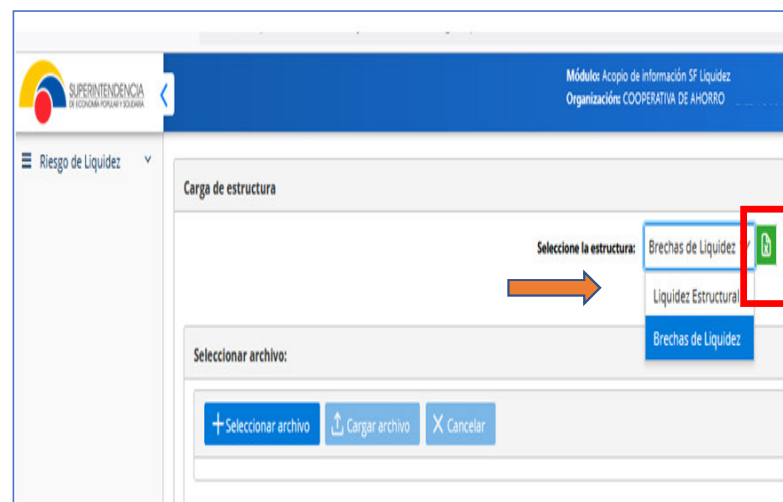 SUPERINTENDENCIA
DE ECONOMÍA POPULAR Y SOLIDARIA
Módulo: Acopio de información SF Liquidez
Organización: COOPERATIVA DE AHORRO
Riesgo de Liquidez
Carga de estructura
Seleccione la estructura: Brechas de Liquidez
Liquidez Estructural
Brechas de Liquidez
Seleccionar archivo:
+Seleccionar archivo Cargar archivo X Cancelar